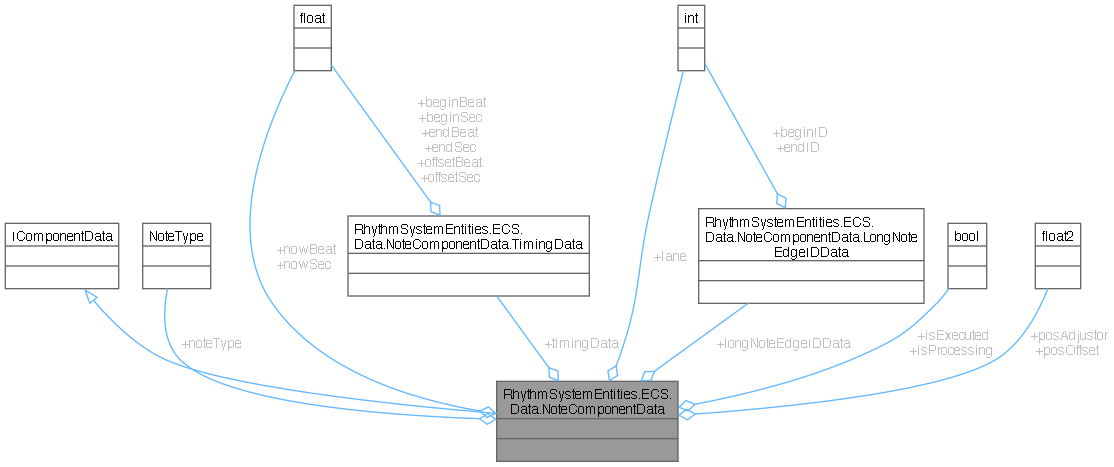 float
int
+beginBeat
+beginSec
+endBeat
+endSec
+offsetBeat
+offsetSec
+beginID
+endID
IComponentData
NoteType
RhythmSystemEntities.ECS.
Data.NoteComponentData.TimingData
RhythmSystemEntities.ECS.
Data.NoteComponentData.LongNote
EdgeIDData
bool
float2
+nowBeat
+nowSec
+lane
+noteType
+timingData
+longNoteEdgeIDData
+isExecuted
+isProcessing
+posAdjustor
+posOffset
RhythmSystemEntities.ECS.
Data.NoteComponentData